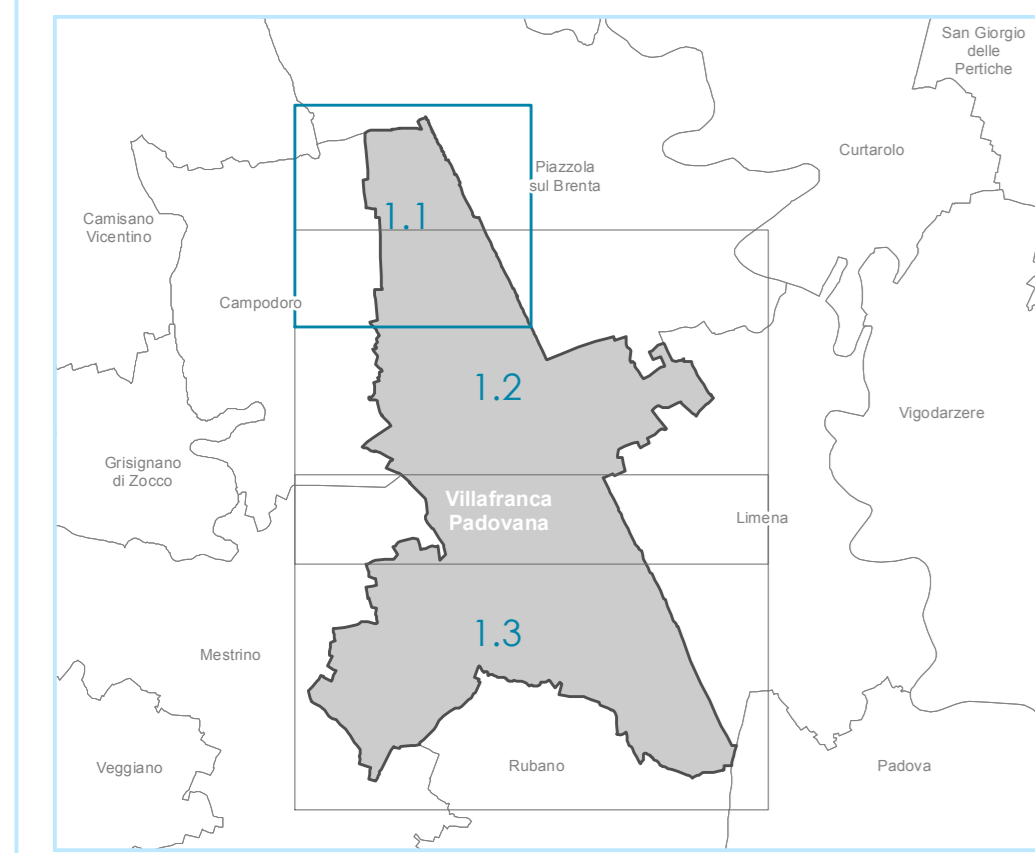 San Giorgio
delle
Pertiche
Curtarolo
Piazzola
sul Brenta
Camisano
Vicentino
1.1
Campodoro
1.2
Vigodarzere
Grisignano
di Zocco
Villafranca
Padovana
Limena
1.3
Mestrino
Veggiano
Rubano
Padova